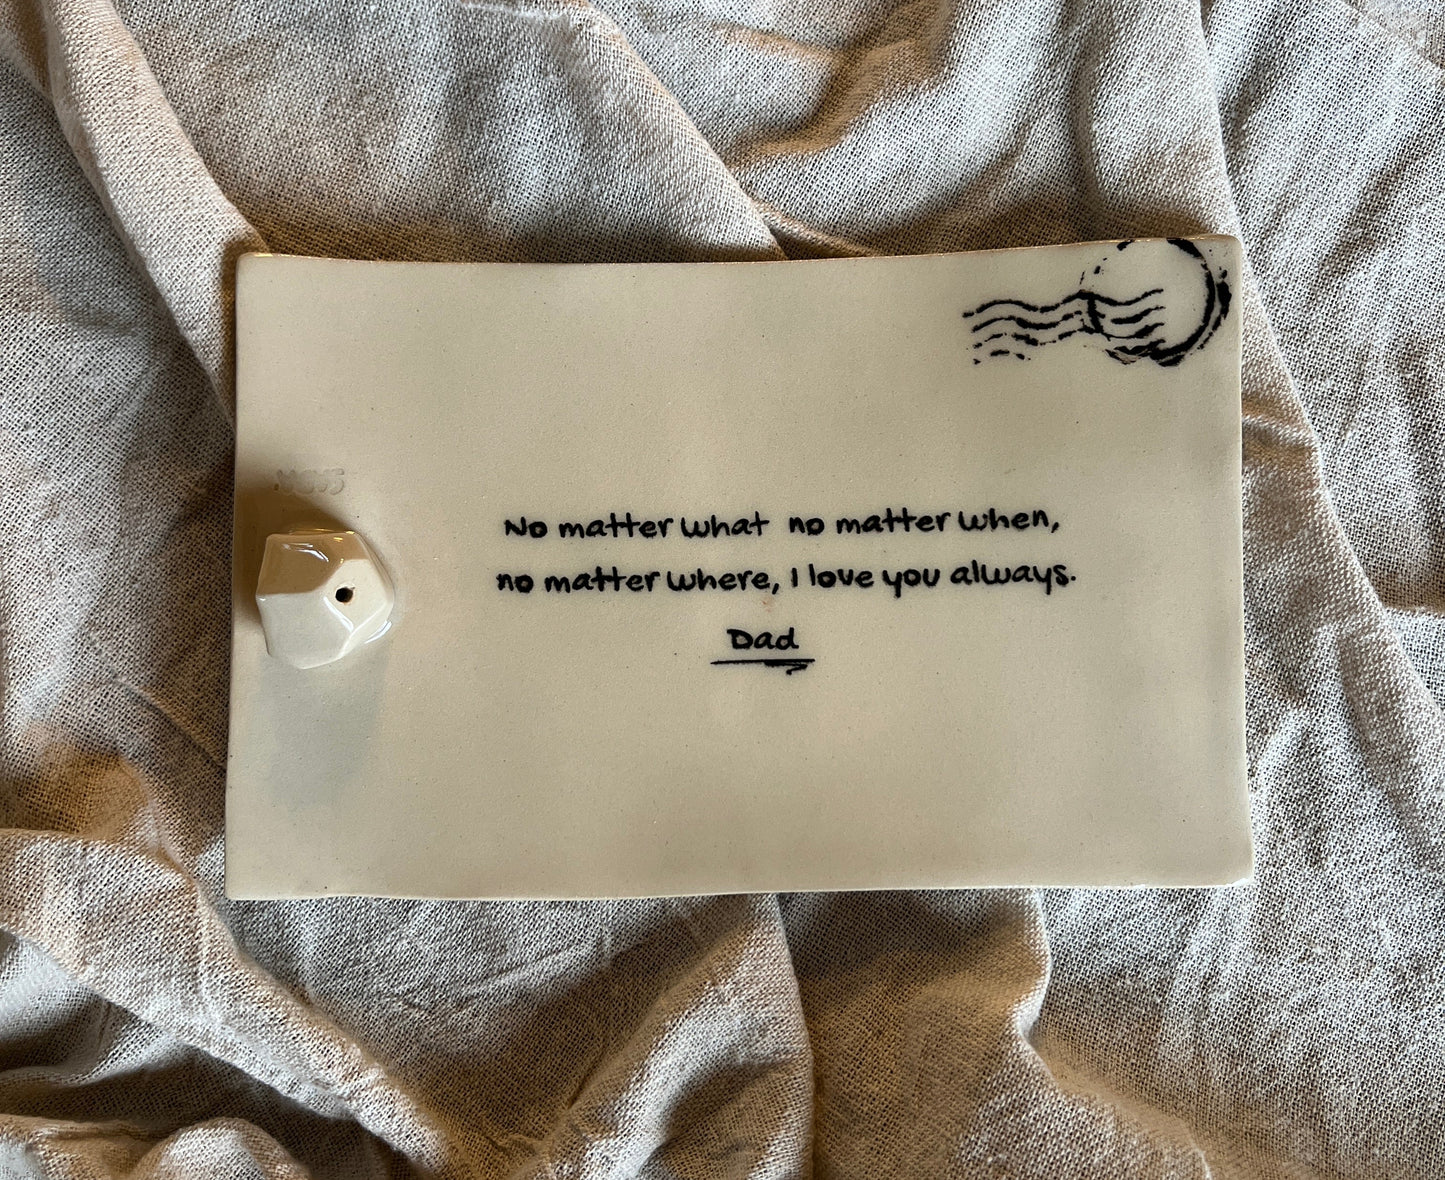 No matter what no matter when,
no matter where, I love you always.
Dad